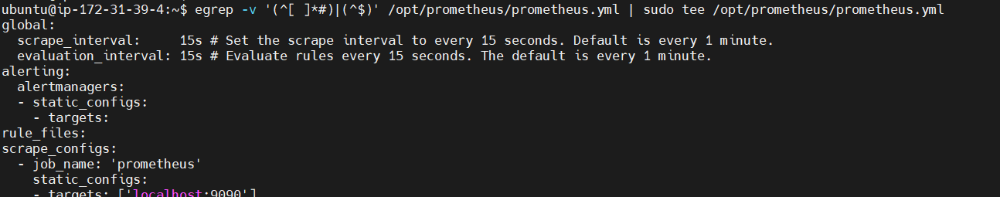 ubuntu@ip-172-31-39-4:~$ egrep -v '(^[ ]*#)|(^$)' /opt/prometheus/prometheus.yml | sudo tee /opt/prometheus/prometheus.yml
global:
  scrape_interval:     15s # Set the scrape interval to every 15 seconds. Default is every 1 minute.
  evaluation_interval: 15s # Evaluate rules every 15 seconds. The default is every 1 minute.
alerting:
  alertmanagers:
  - static_configs:
    - targets:
rule_files:
scrape_configs:
  - job_name: 'prometheus'
    static_configs:
    - targets: ['localhost:9090']